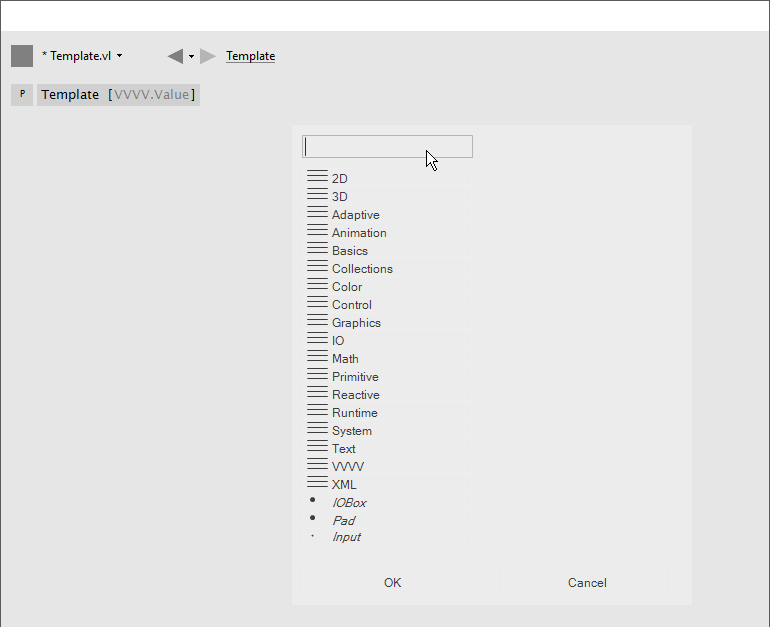 * Template.vl
Template
P
Template [VVVV.Value]
2D
3D
Adaptive
Animation
Basics
Collections
Color
Control
Graphics
IO
Math
Primitive
Reactive
Runtime
System
Text
VVVV
XML
IOBox
Pad
Input
OK Cancel